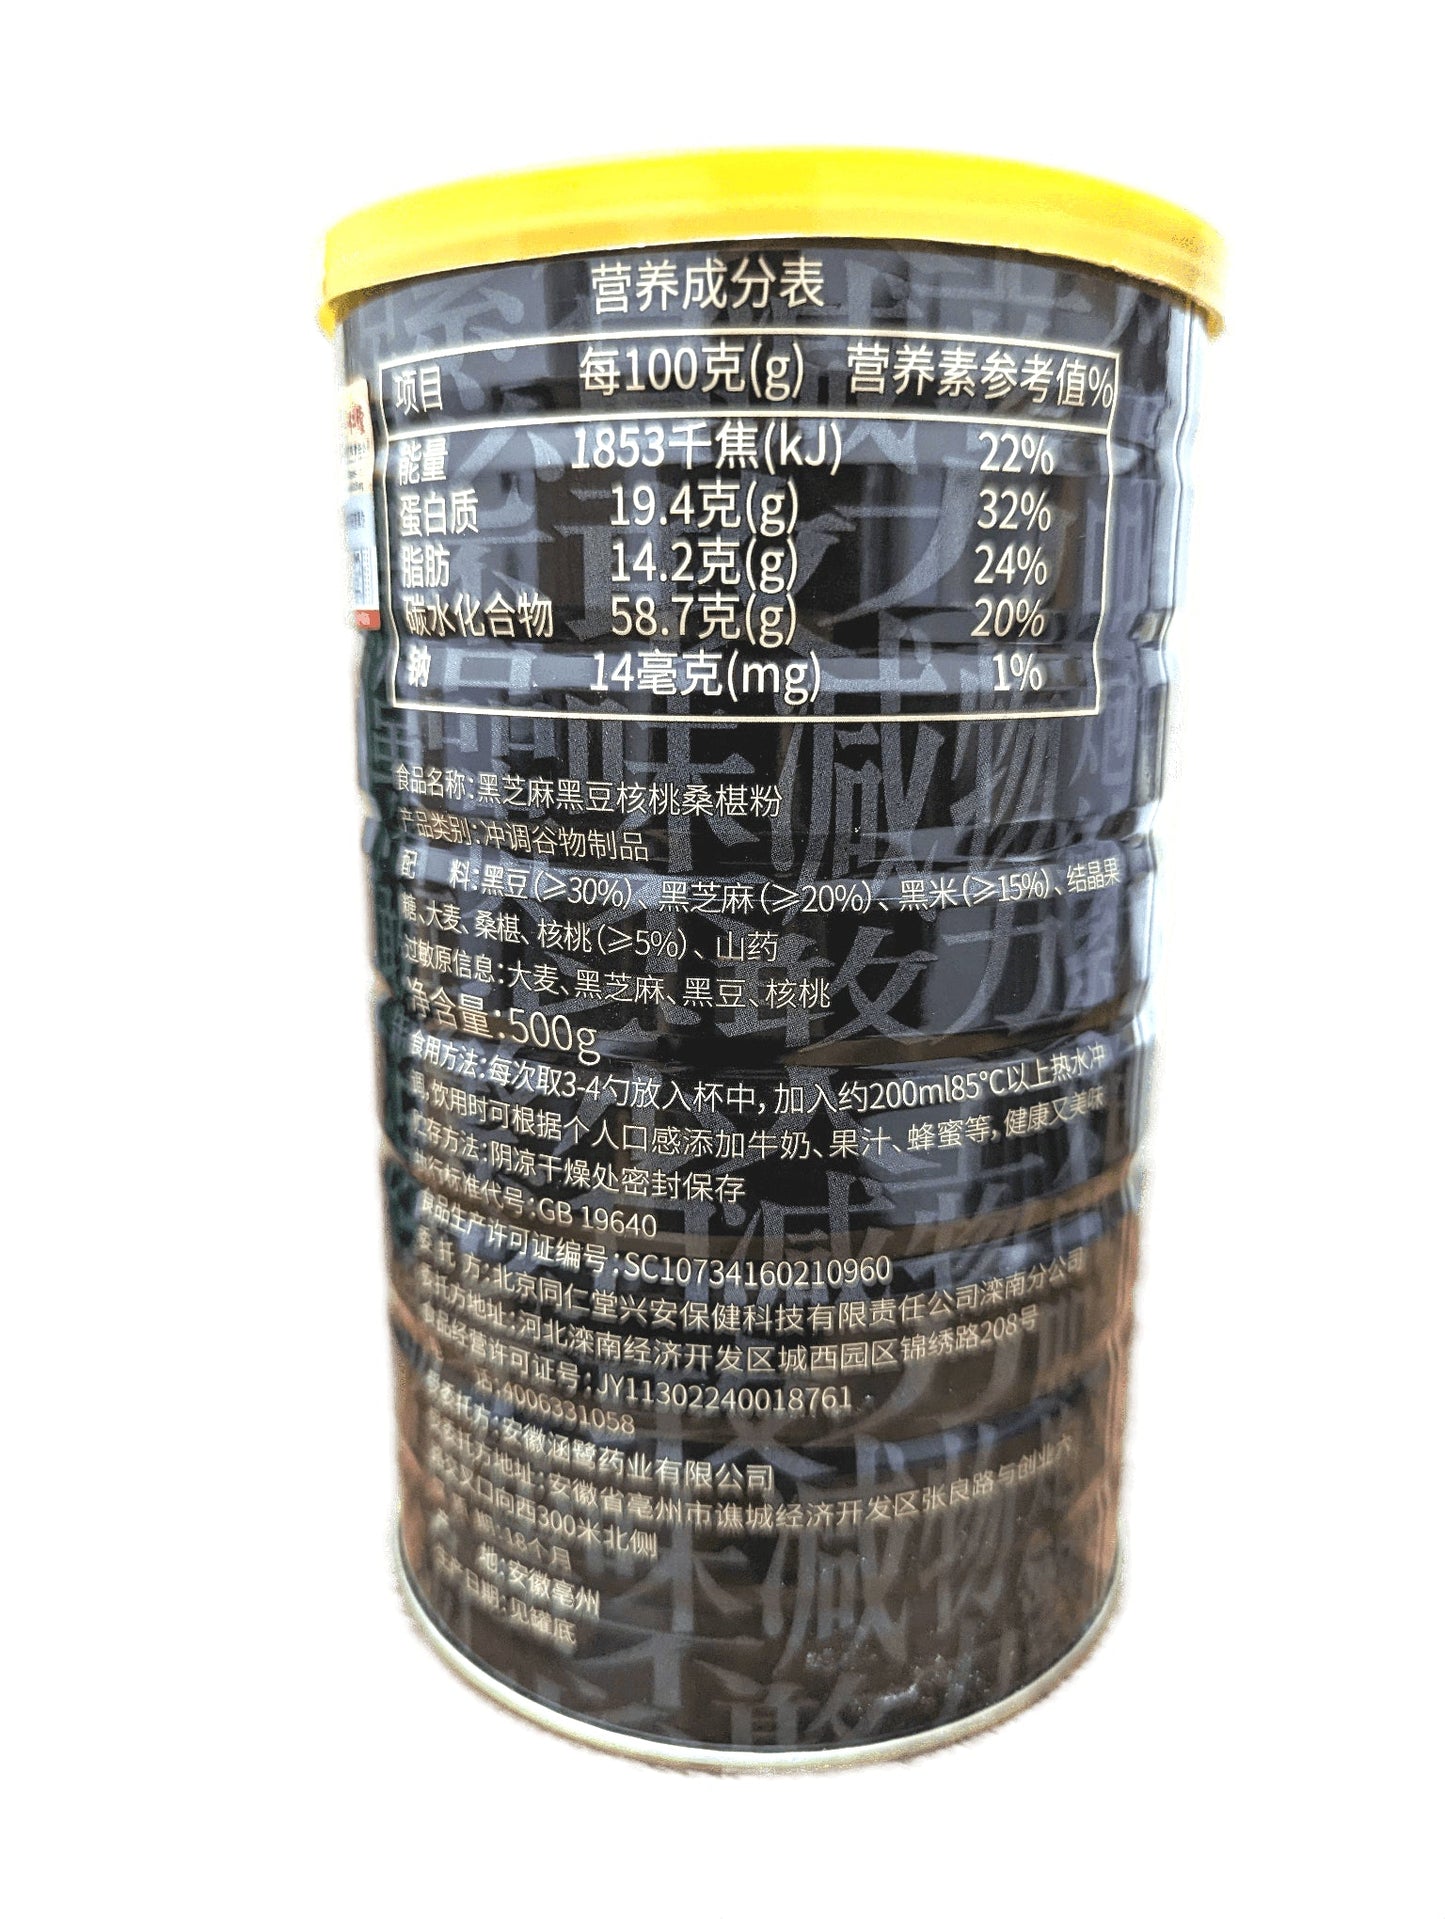 营养成分表
项目 每100克(g) 营养素参考值%
能量 1853千焦(kJ) 22%
蛋白质 19.4克(g) 32%
脂肪 14.2克(g) 24%
碳水化合物 58.7克(g) 20%
钠 14毫克(mg) 1%
食品名称:黑芝麻黑豆核桃桑椹粉
产品类别:冲调谷物制品
配 料:黑豆(≥30%)、黑芝麻(≥20%)、黑米(≥15%)、结晶果
糖、大麦、桑椹、核桃(≥5%)、山药
过敏原信息:大麦、黑芝麻、黑豆、核桃
净含量:500g
食用方法:每次取3-4勺放入杯中,加入约200ml85°C以上热水冲
调,饮用时可根据个人口感添加牛奶、果汁、蜂蜜等,健康又美味
贮存方法:阴凉干燥处密封保存
执行标准代号:GB 19640
食品生产许可证编号:SC10734160210960
委 托 方:北京同仁堂兴安保健科技有限责任公司滦南分公司
委托方地址:河北滦南经济开发区城西园区锦绣路208号
食品经营许可证号:JY11302240018761
话:4006331058
受委托方:安徽涵鹭药业有限公司
受委托方地址:安徽省亳州市谯城经济开发区张良路与创业六
路交叉口向西300米北侧
质 期:18个月
地:安徽亳州
生产日期:见罐底